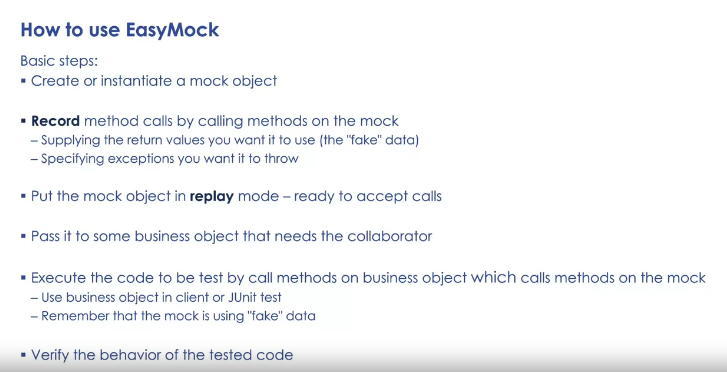 How to use EasyMock
Basic steps:
▪ Create or instantiate a mock object
▪ Record method calls by calling methods on the mock
– Supplying the return values you want it to use (the "fake" data)
– Specifying exceptions you want it to throw
▪ Put the mock object in replay mode – ready to accept calls
▪ Pass it to some business object that needs the collaborator
▪ Execute the code to be test by call methods on business object which calls methods on the mock
– Use business object in client or JUnit test
– Remember that the mock is using "fake" data
▪ Verify the behavior of the tested code